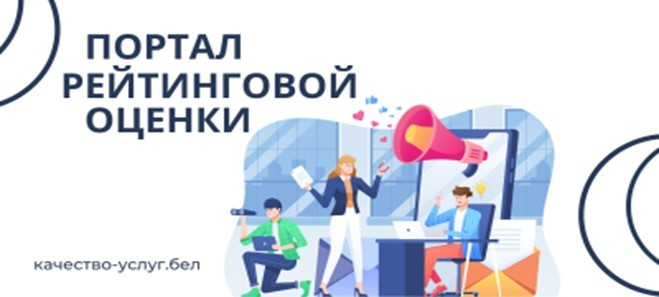 ПОРТАЛ
РЕЙТИНГОВОЙ
ОЦЕНКИ
качество-услуг.бел